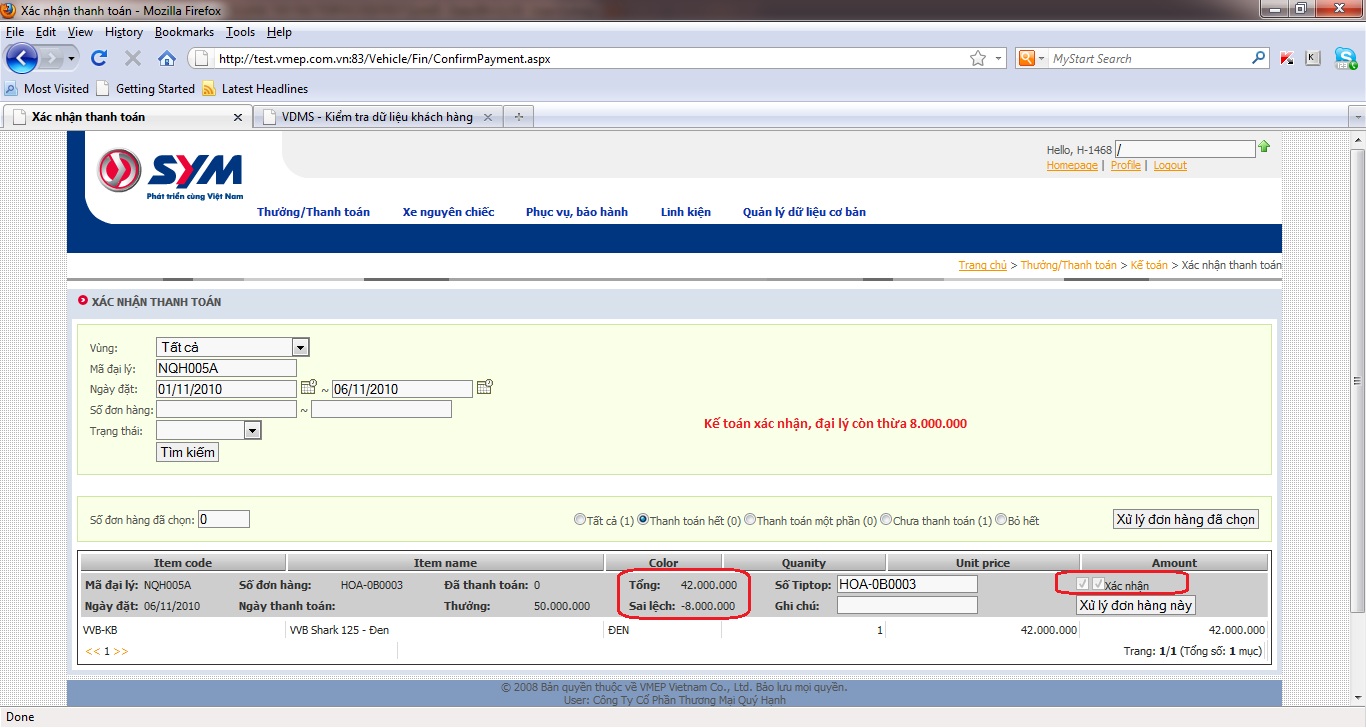 Xác nhận thanh toán - Mozilla Firefox
File Edit View History Bookmarks Tools Help
http://test.vmep.com.vn:83/Vehicle/Fin/ConfirmPayment.aspx
MyStart Search
Most Visited Getting Started Latest Headlines
Xác nhận thanh toán VDMS - Kiểm tra dữ liệu khách hàng
Hello, H-1468 /
Homepage | Profile | Logout
SYM
Phát triển cùng Việt Nam
Thưởng/Thanh toán Xe nguyên chiếc Phục vụ, bảo hành Linh kiện Quản lý dữ liệu cơ bản
Trang chủ > Thưởng/Thanh toán > Kế toán > Xác nhận thanh toán
XÁC NHẬN THANH TOÁN
Vùng: Tất cả
Mã đại lý: NQH005A
Ngày đặt: 01/11/2010 ~ 06/11/2010
Số đơn hàng: ~
Kế toán xác nhận, đại lý còn thừa 8.000.000
Trạng thái:
Tìm kiếm
Số đơn hàng đã chọn: 0 Tất cả (1) Thanh toán hết (0) Thanh toán một phần (0) Chưa thanh toán (1) Bỏ hết Xử lý đơn hàng đã chọn
Item code Item name Color Quanity Unit price Amount
Mã đại lý: NQH005A Số đơn hàng: HOA-0B0003 Đã thanh toán: 0 Tổng: 42.000.000 Số Tiptop: HOA-0B0003 Xác nhận
Ngày đặt: 06/11/2010 Ngày thanh toán: Thưởng: 50.000.000 Sai lệch: -8.000.000 Ghi chú: Xử lý đơn hàng này
VVB-KB VVB Shark 125 - Đen ĐEN 1 42.000.000 42.000.000
<< 1 >> Trang: 1/1 (Tổng số: 1 mục)
© 2008 Bản quyền thuộc về VMEP Vietnam Co., Ltd. Bảo lưu mọi quyền.
User: Công Ty Cổ Phần Thương Mại Quý Hạnh
Done